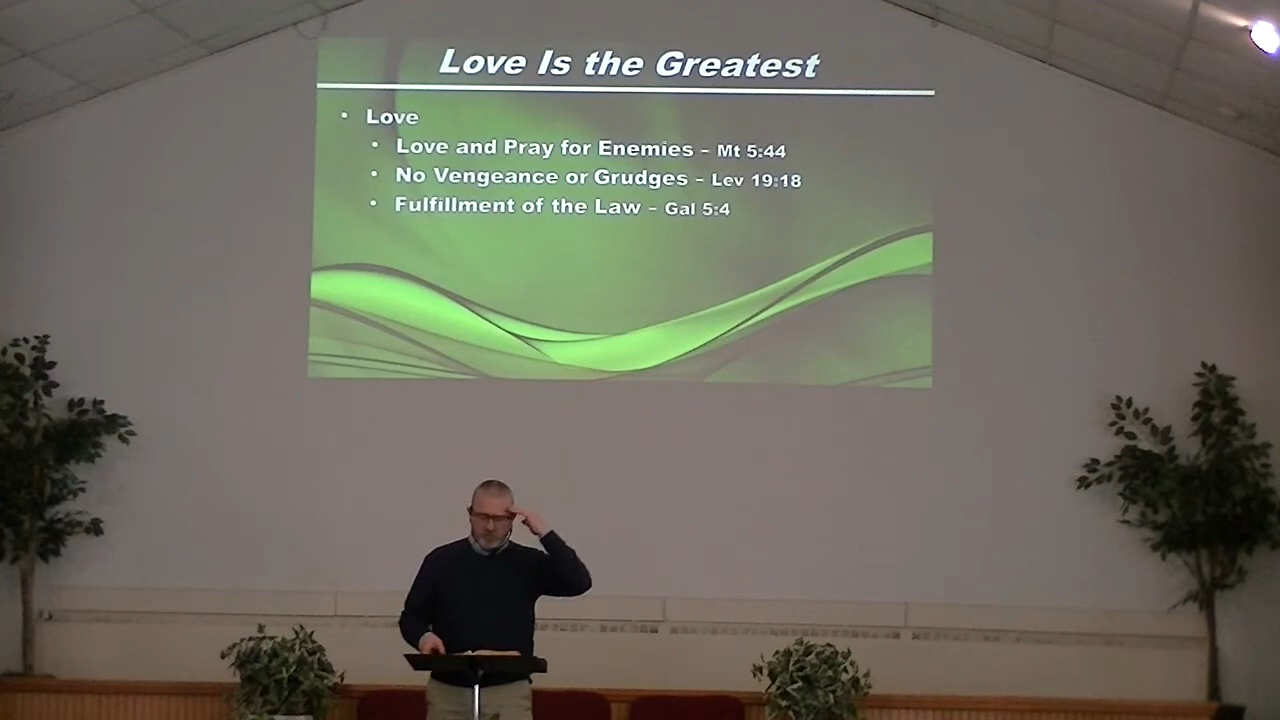 Love Is the Greatest
• Love
• Love and Pray for Enemies – Mt 5:44
• No Vengeance or Grudges – Lev 19:18
• Fulfillment of the Law – Gal 5:4